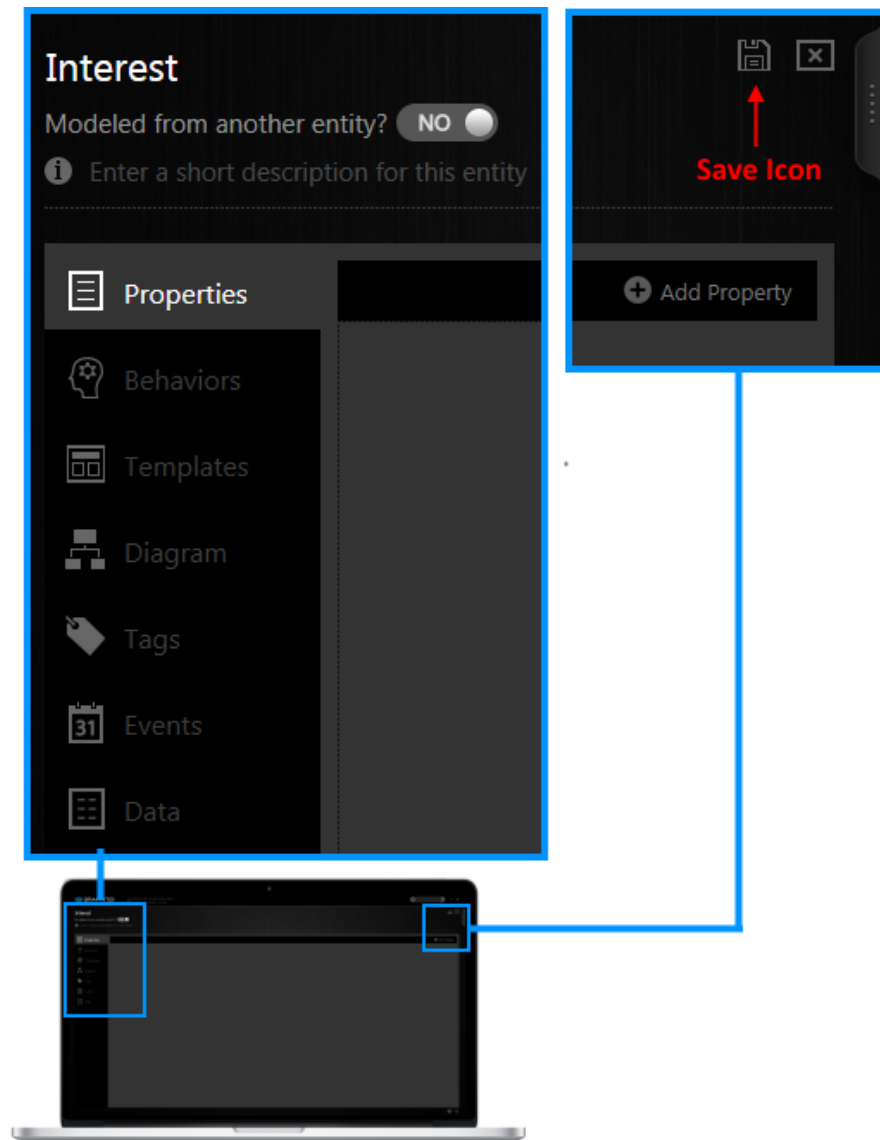 Interest
Modeled from another entity? NO
Enter a short description for this entity
Save Icon
Properties
Add Property
Behaviors
Templates
Diagram
Tags
31 Events
Data